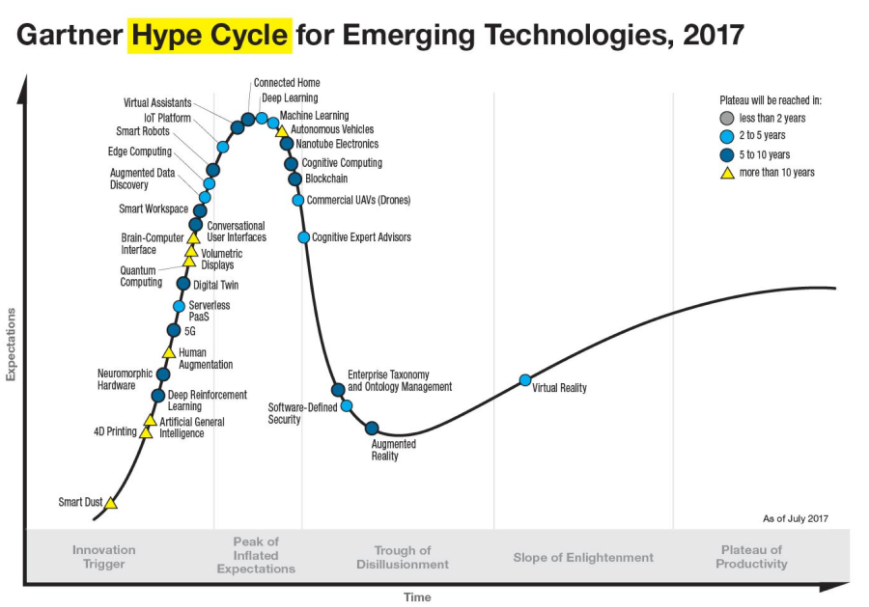 Gartner Hype Cycle for Emerging Technologies, 2017
Expectations
Connected Home
Deep Learning
Virtual Assistants
IoT Platform
Machine Learning
Smart Robots
Autonomous Vehicles
Nanotube Electronics
Edge Computing
Cognitive Computing
Augmented Data
Discovery
Blockchain
Smart Workspace
Commercial UAVs (Drones)
Conversational
User Interfaces
Brain-Computer
Interface
Cognitive Expert Advisors
Volumetric
Displays
Quantum
Computing
Digital Twin
Serverless
PaaS
5G
Human
Augmentation
Neuromorphic
Hardware
Deep Reinforcement
Learning
Artificial General
Intelligence
4D Printing
Smart Dust
Enterprise Taxonomy
and Ontology Management
Software-Defined
Security
Augmented
Reality
Virtual Reality
Plateau will be reached in:
less than 2 years
2 to 5 years
5 to 10 years
more than 10 years
As of July 2017
Innovation
Trigger
Peak of
Inflated
Expectations
Trough of
Disillusionment
Slope of Enlightenment
Plateau of
Productivity
Time